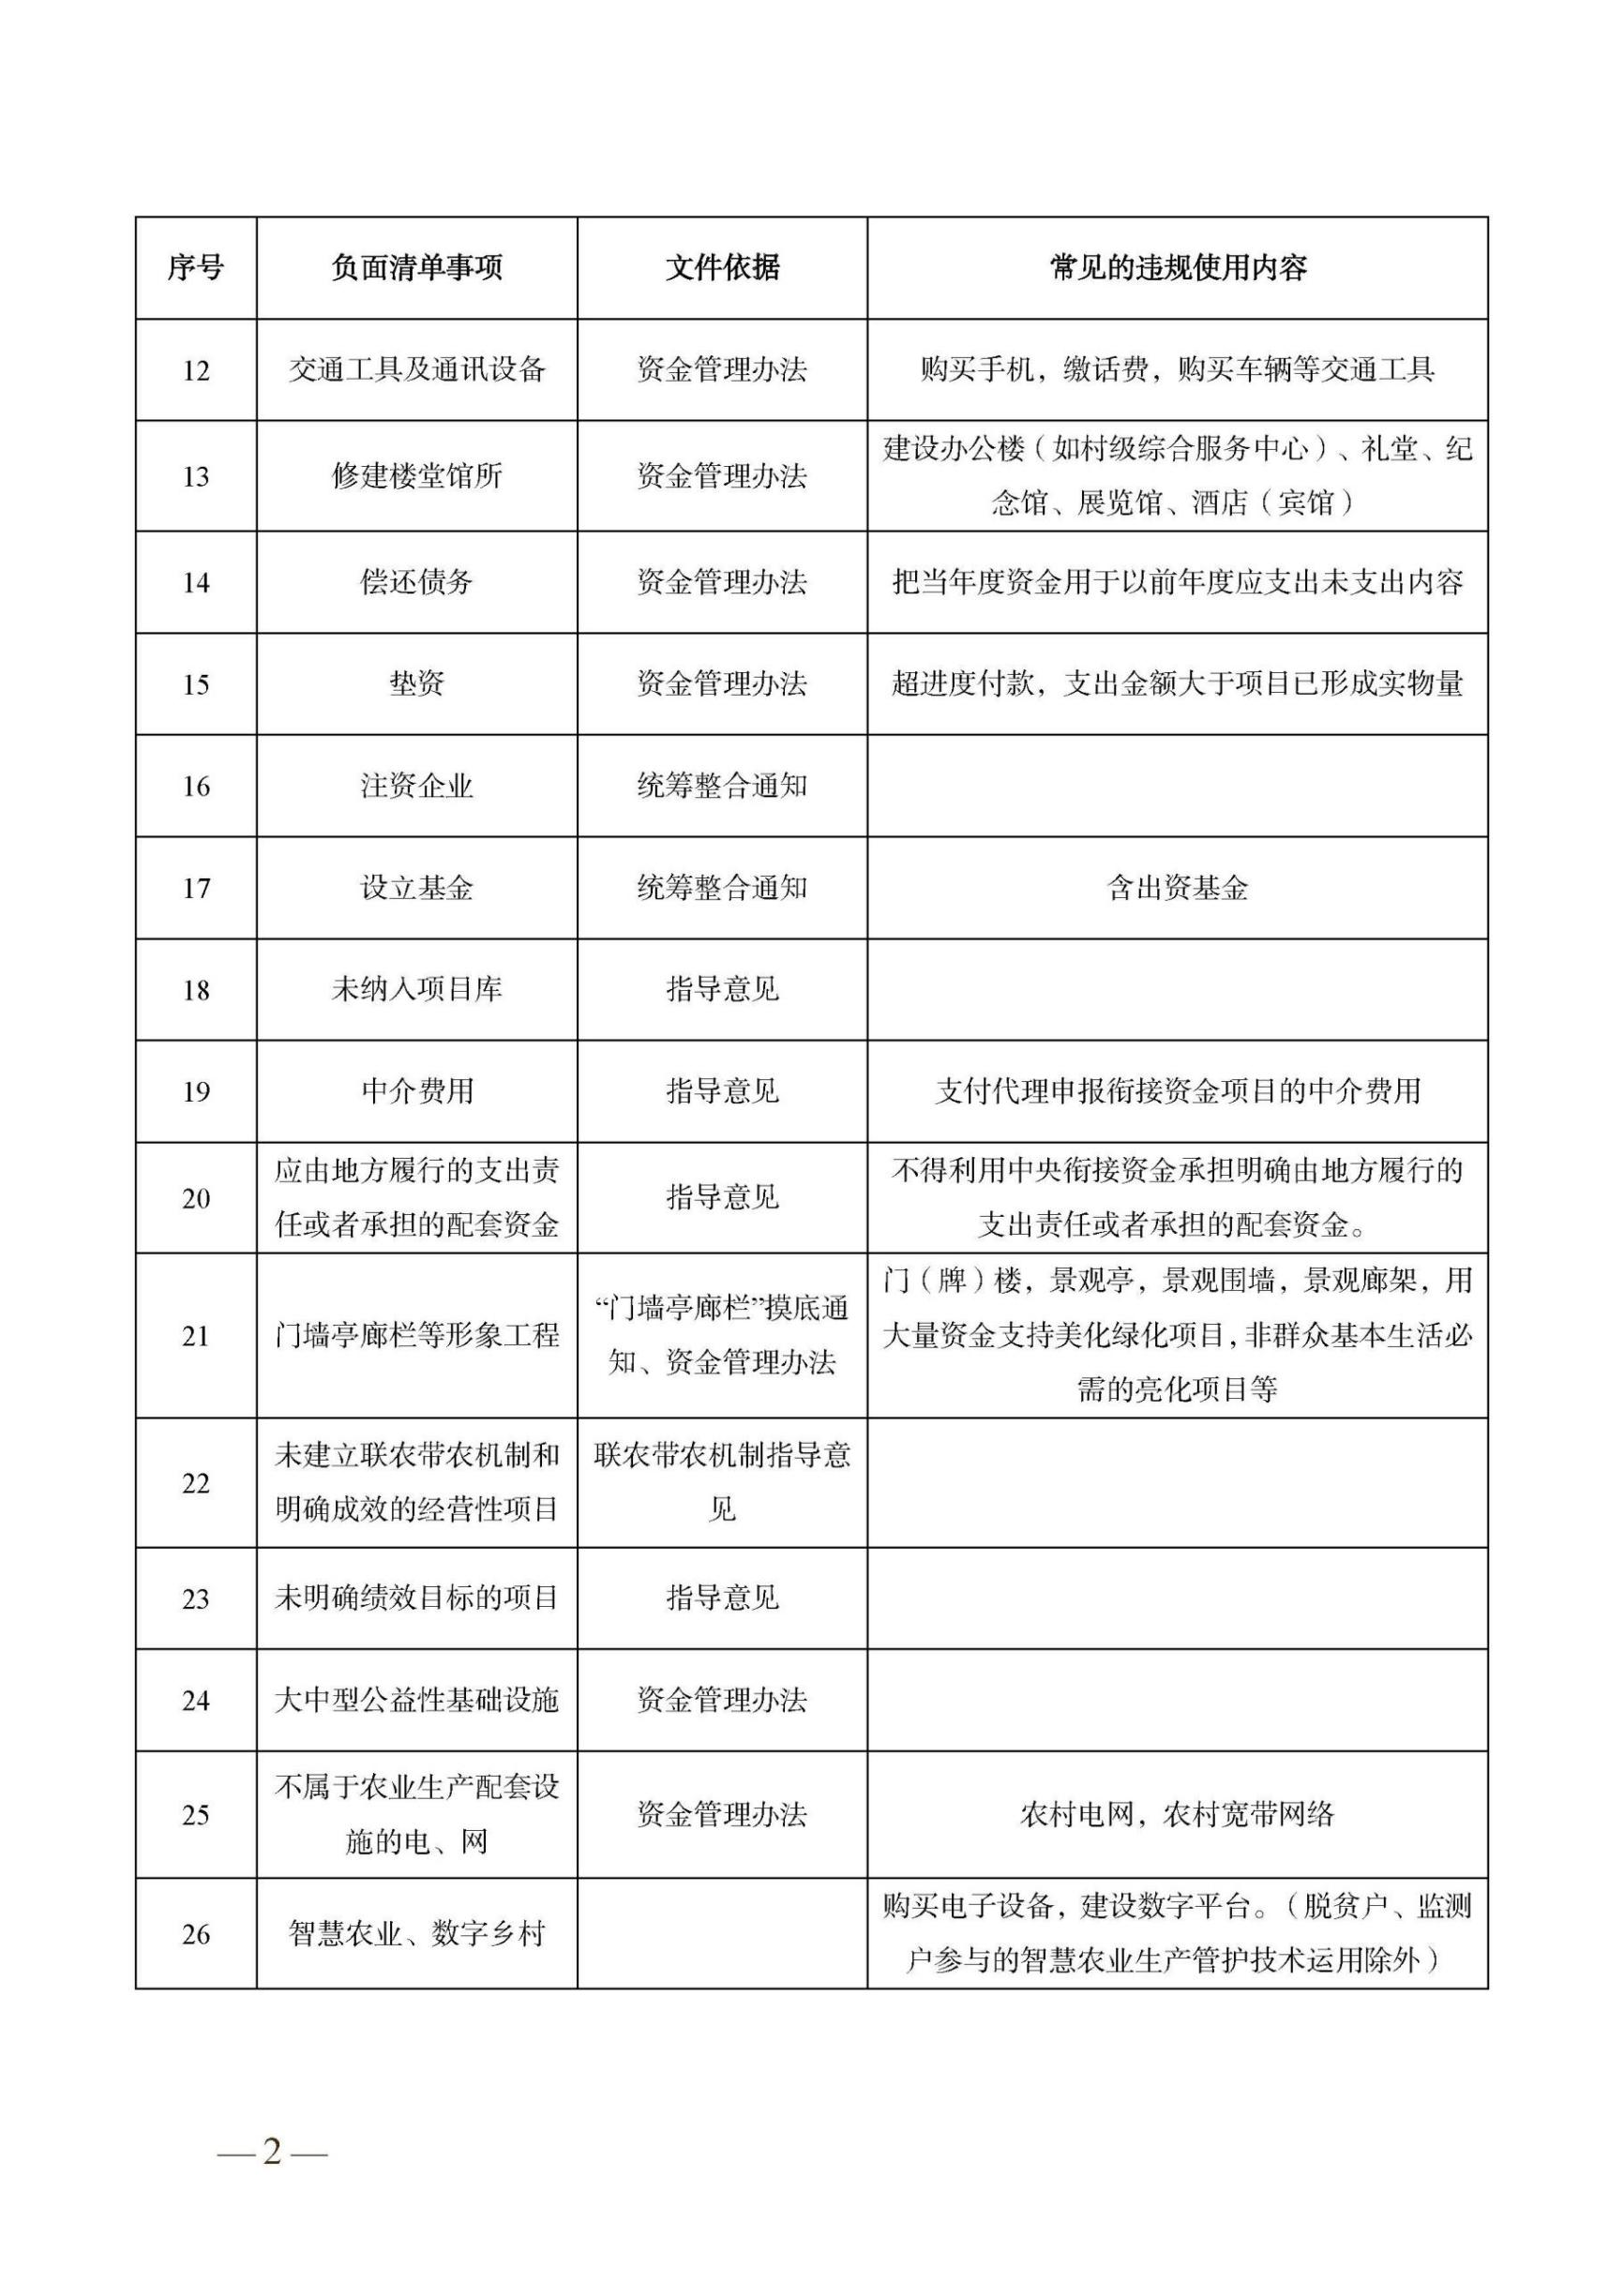 序号 负面清单事项 文件依据 常见的违规使用内容
12 交通工具及通讯设备 资金管理办法 购买手机，缴话费，购买车辆等交通工具
13 修建楼堂馆所 资金管理办法 建设办公楼（如村级综合服务中心）、礼堂、纪
念馆、展览馆、酒店（宾馆）
14 偿还债务 资金管理办法 把当年度资金用于以前年度应支出未支出内容
15 垫资 资金管理办法 超进度付款，支出金额大于项目已形成实物量
16 注资企业 统筹整合通知
17 设立基金 统筹整合通知 含出资基金
18 未纳入项目库 指导意见
19 中介费用 指导意见 支付代理申报衔接资金项目的中介费用
20 应由地方履行的支出责
任或者承担的配套资金 指导意见 不得利用中央衔接资金承担明确由地方履行的
支出责任或者承担的配套资金。
21 门墙亭廊栏等形象工程 “门墙亭廊栏”摸底通
知、资金管理办法 门（牌）楼，景观亭，景观围墙，景观廊架，用
大量资金支持美化绿化项目，非群众基本生活必
需的亮化项目等
22 未建立联农带农机制和
明确成效的经营性项目 联农带农机制指导意
见
23 未明确绩效目标的项目 指导意见
24 大中型公益性基础设施 资金管理办法
25 不属于农业生产配套设
施的电、网 资金管理办法 农村电网，农村宽带网络
26 智慧农业、数字乡村 购买电子设备，建设数字平台。（脱贫户、监测
户参与的智慧农业生产管护技术运用除外）
—2—